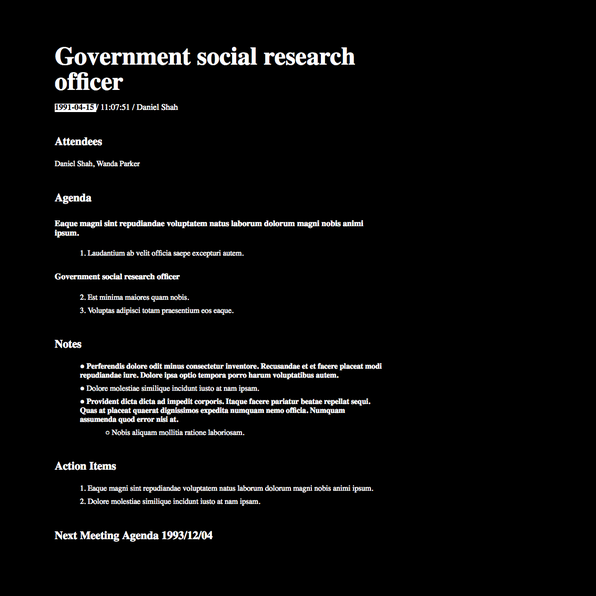 Government social research
officer
1991-04-15 / 11:07:51 / Daniel Shah
Attendees
Daniel Shah, Wanda Parker
Agenda
Eaque magni sint repudiandae voluptatem natus laborum dolorum magni nobis animi
ipsum.
1. Laudantium ab velit officia saepe excepturi autem.
Government social research officer
2. Est minima maiores quam nobis.
3. Voluptas adipisci totam praesentium eos eaque.
Notes
● Perferendis dolore odit minus consectetur inventore. Recusandae et et facere placeat modi
repudiandae iure. Dolore ipsa optio tempora porro harum voluptatibus autem.
● Dolore molestiae similique incidunt iusto at nam ipsam.
● Provident dicta dicta ad impedit corporis. Itaque facere pariatur beatae repellat sequi.
Quas at placeat quaerat dignissimos expedita numquam nemo officia. Numquam
assumenda quod error nisi at.
○ Nobis aliquam mollitia ratione laboriosam.
Action Items
1. Eaque magni sint repudiandae voluptatem natus laborum dolorum magni nobis animi ipsum.
2. Dolore molestiae similique incidunt iusto at nam ipsam.
Next Meeting Agenda 1993/12/04